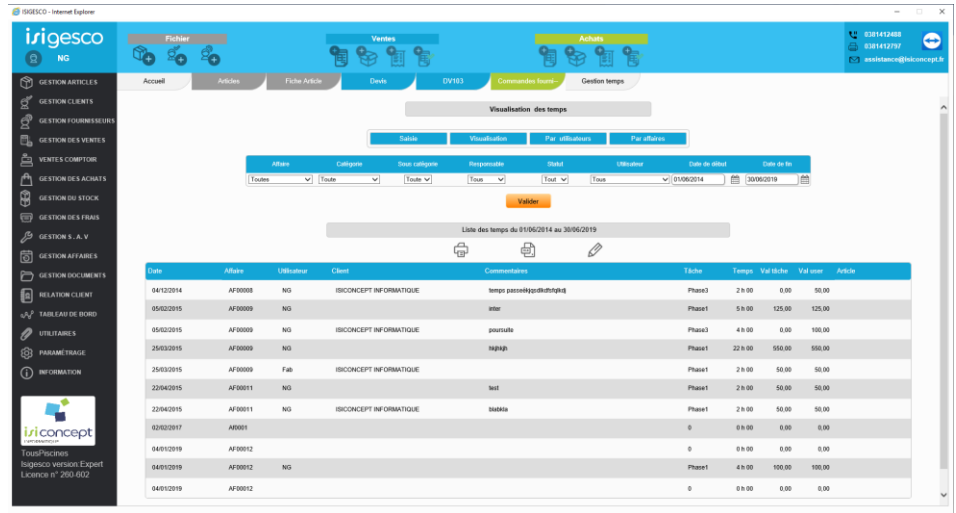 ISIGESCO - Internet Explorer
isigesco
NG
Fichier
Ventes
Achats
0381412488
0381412797
assistance@isiconcept.fr
Accueil
Articles
Fiche Article
Devis
DV103
Commandes fourni--
Gestion temps
GESTION ARTICLES
GESTION CLIENTS
GESTION FOURNISSEURS
GESTION DES VENTES
VENTES COMPTOIR
GESTION DES ACHATS
GESTION DU STOCK
GESTION DES FRAIS
GESTION S . A . V
GESTION AFFAIRES
GESTION DOCUMENTS
RELATION CLIENT
TABLEAU DE BORD
UTILITAIRES
PARAMÉTRAGE
INFORMATION
isiconcept
INFORMATIQUE
TousPiscines
Isigesco version:Expert
Licence n° 260-602
Visualisation des temps
Saisie Visualisation Par utilisateurs Par affaires
Affaire Catégorie Sous catégorie Responsable Statut Utilisateur Date de début Date de fin
Toutes Toute Toute Tous Tout Tous 01/06/2014 30/06/2019
Valider
Liste des temps du 01/06/2014 au 30/06/2019
Date Affaire Utilisateur Client Commentaires Tâche Temps Val tâche Val user Article
04/12/2014 AF00008 NG ISICONCEPT INFORMATIQUE temps Phase3 2 h 00 0,00 50,00
05/02/2015 AF00009 NG inter Phase1 5 h 00 125,00 125,00
05/02/2015 AF00009 NG ISICONCEPT INFORMATIQUE poursuite Phase3 4 h 00 0,00 100,00
25/03/2015 AF00009 NG hkjhkjh Phase1 22 h 00 550,00 550,00
25/03/2015 AF00009 Fab ISICONCEPT INFORMATIQUE Phase1 2 h 00 50,00 50,00
22/04/2015 AF00011 NG test Phase1 2 h 00 50,00 50,00
22/04/2015 AF00011 NG ISICONCEPT INFORMATIQUE blabkla Phase1 2 h 00 50,00 50,00
02/02/2017 Af0001 0 0 h 00 0,00 0,00
04/01/2019 AF00012 0 0 h 00 0,00 0,00
04/01/2019 AF00012 NG Phase1 4 h 00 100,00 100,00
04/01/2019 AF00012 0 0 h 00 0,00 0,00